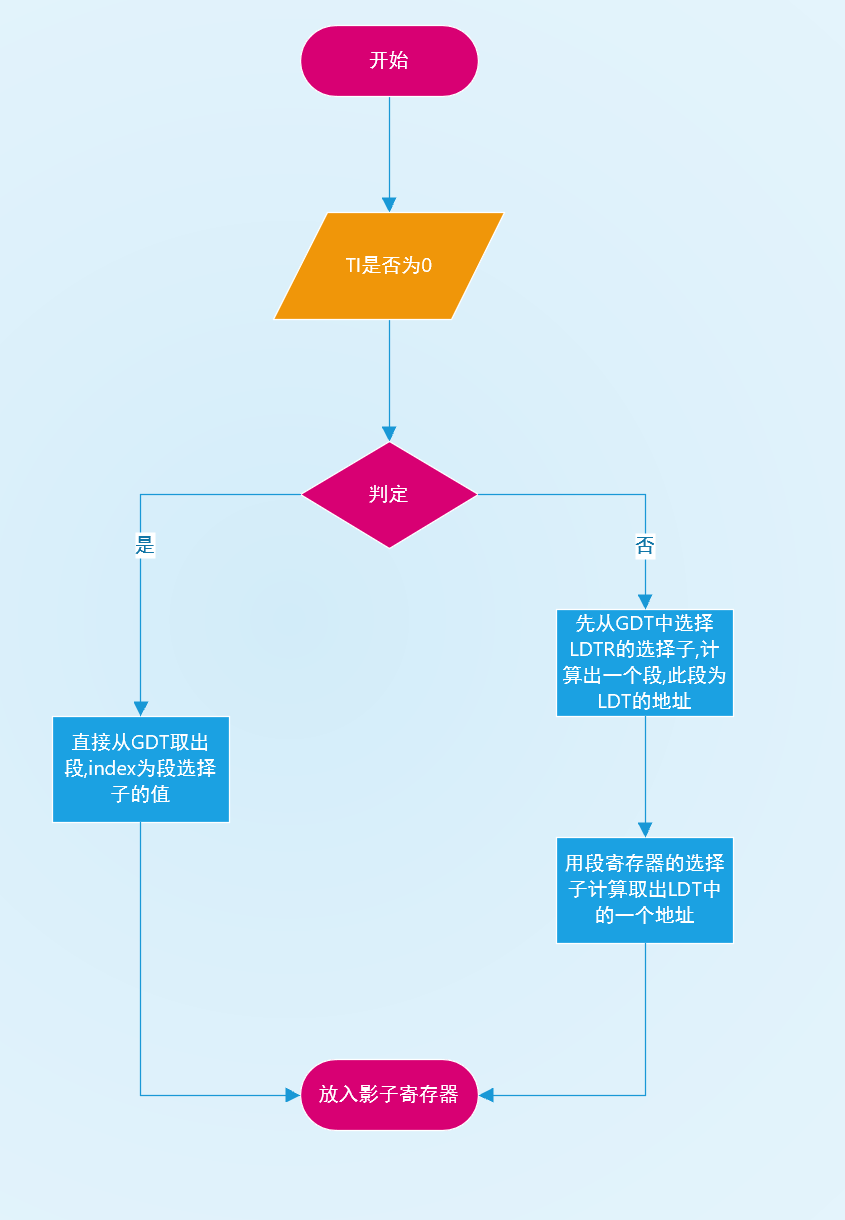 开始
TI是否为0
判定
是
否
先从GDT中选择
LDTR的选择子,计
算出一个段,此段为
LDT的地址
直接从GDT取出
段,index为段选择
子的值
用段寄存器的选择
子计算取出LDT中
的一个地址
放入影子寄存器